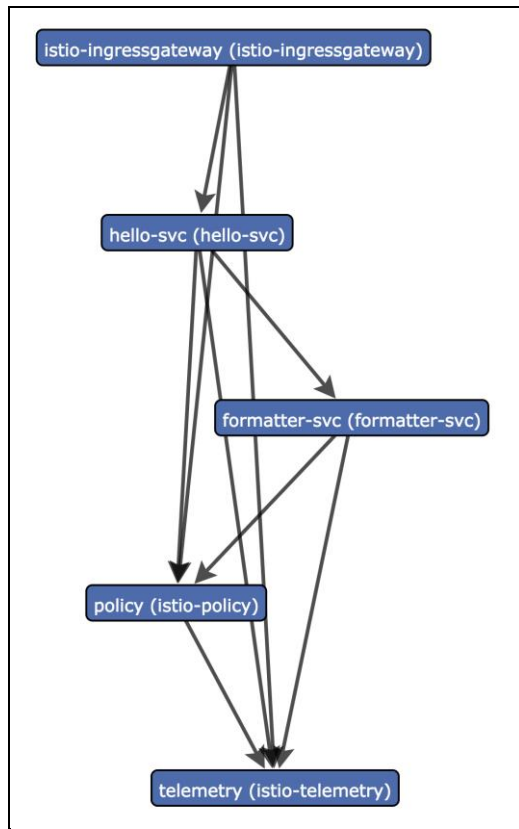 istio-ingressgateway (istio-ingressgateway)
hello-svc (hello-svc)
formatter-svc (formatter-svc)
policy (istio-policy)
telemetry (istio-telemetry)